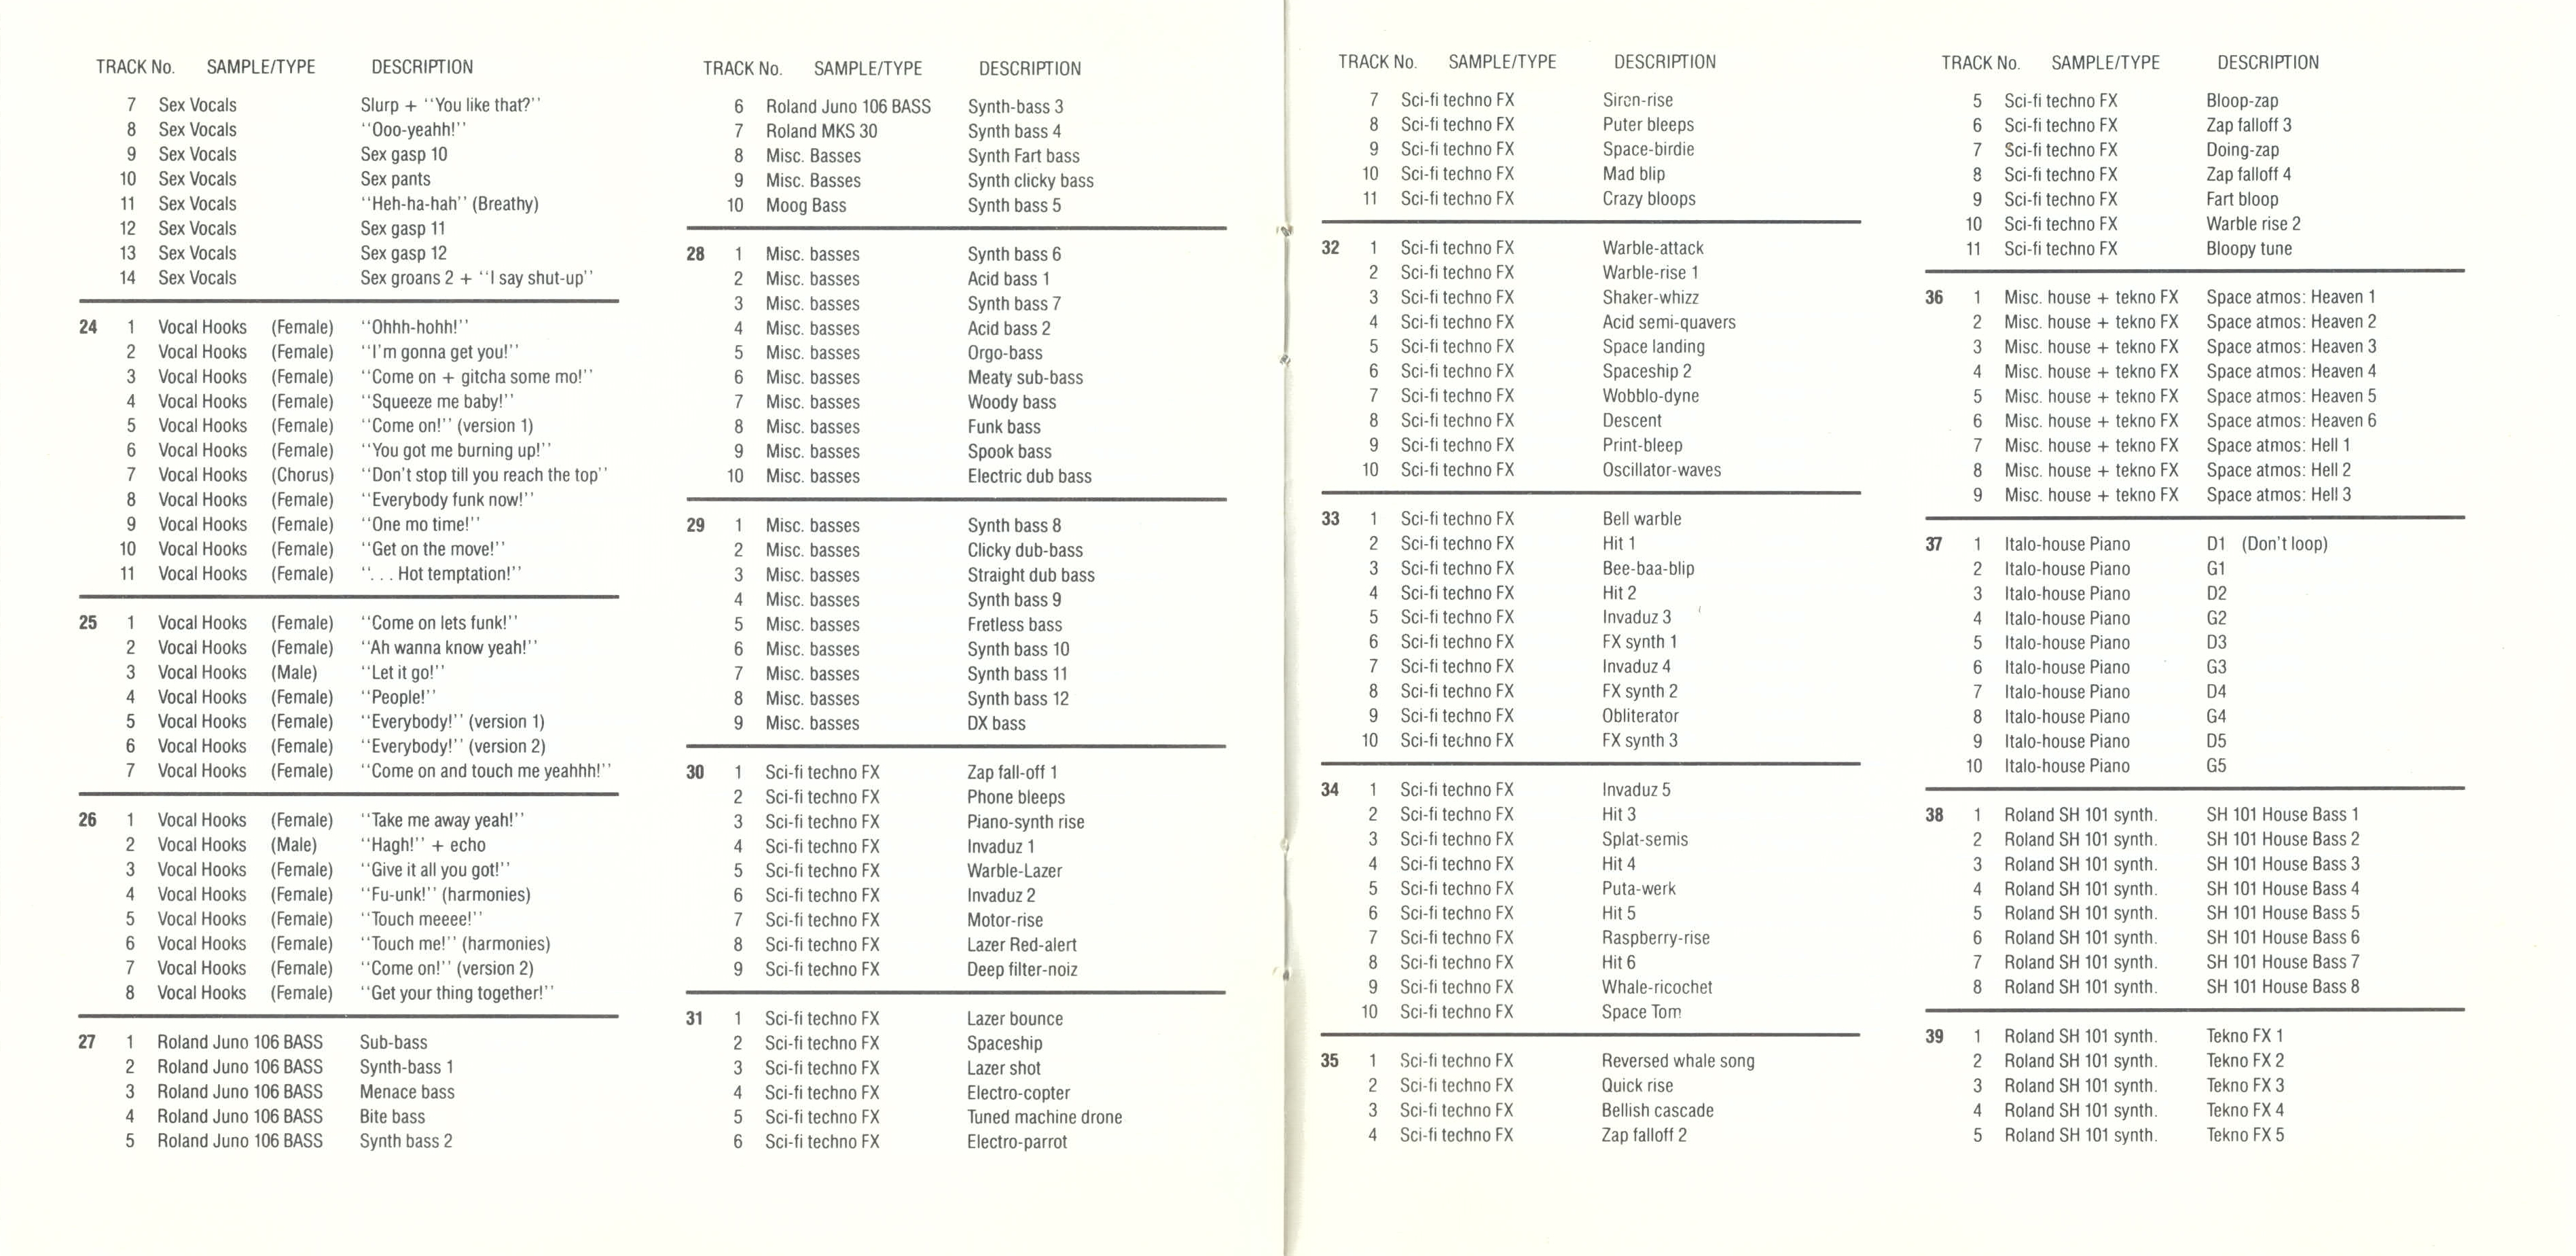 TRACK No. SAMPLE/TYPE DESCRIPTION
7 Sex Vocals Slurp + "You like that?"
8 Sex Vocals "Ooo-yeahh!"
9 Sex Vocals Sex gasp 10
10 Sex Vocals Sex pants
11 Sex Vocals "Heh-ha-hah" (Breathy)
12 Sex Vocals Sex gasp 11
13 Sex Vocals Sex gasp 12
14 Sex Vocals Sex groans 2 + "I say shut-up"
24 1 Vocal Hooks (Female) "Ohhh-hohh!"
2 Vocal Hooks (Female) "I'm gonna get you!"
3 Vocal Hooks (Female) "Come on + gitcha some mo!"
4 Vocal Hooks (Female) "Squeeze me baby!"
5 Vocal Hooks (Female) "Come on!" (version 1)
6 Vocal Hooks (Female) "You got me burning up!"
7 Vocal Hooks (Chorus) "Don't stop till you reach the top"
8 Vocal Hooks (Female) "Everybody funk now!"
9 Vocal Hooks (Female) "One mo time!"
10 Vocal Hooks (Female) "Get on the move!"
11 Vocal Hooks (Female) ". . . Hot temptation!"
25 1 Vocal Hooks (Female) "Come on lets funk!"
2 Vocal Hooks (Female) "Ah wanna know yeah!"
3 Vocal Hooks (Male) "Let it go!"
4 Vocal Hooks (Female) "People!"
5 Vocal Hooks (Female) "Everybody!" (version 1)
6 Vocal Hooks (Female) "Everybody!" (version 2)
7 Vocal Hooks (Female) "Come on and touch me yeahhh!"
26 1 Vocal Hooks (Female) "Take me away yeah!"
2 Vocal Hooks (Male) "Hagh!" + echo
3 Vocal Hooks (Female) "Give it all you got!"
4 Vocal Hooks (Female) "Fu-unk!" (harmonies)
5 Vocal Hooks (Female) "Touch meeee!"
6 Vocal Hooks (Female) "Touch me!" (harmonies)
7 Vocal Hooks (Female) "Come on!" (version 2)
8 Vocal Hooks (Female) "Get your thing together!"
27 1 Roland Juno 106 BASS Sub-bass
2 Roland Juno 106 BASS Synth-bass 1
3 Roland Juno 106 BASS Menace bass
4 Roland Juno 106 BASS Bite bass
5 Roland Juno 106 BASS Synth bass 2
TRACK No. SAMPLE/TYPE DESCRIPTION
6 Roland Juno 106 BASS Synth-bass 3
7 Roland MKS 30 Synth bass 4
8 Misc. Basses Synth Fart bass
9 Misc. Basses Synth clicky bass
10 Moog Bass Synth bass 5
28 1 Misc. basses Synth bass 6
2 Misc. basses Acid bass 1
3 Misc. basses Synth bass 7
4 Misc. basses Acid bass 2
5 Misc. basses Orgo-bass
6 Misc. basses Meaty sub-bass
7 Misc. basses Woody bass
8 Misc. basses Funk bass
9 Misc. basses Spook bass
10 Misc. basses Electric dub bass
29 1 Misc. basses Synth bass 8
2 Misc. basses Clicky dub-bass
3 Misc. basses Straight dub bass
4 Misc. basses Synth bass 9
5 Misc. basses Fretless bass
6 Misc. basses Synth bass 10
7 Misc. basses Synth bass 11
8 Misc. basses Synth bass 12
9 Misc. basses DX bass
30 1 Sci-fi techno FX Zap fall-off 1
2 Sci-fi techno FX Phone bleeps
3 Sci-fi techno FX Piano-synth rise
4 Sci-fi techno FX Invaduz 1
5 Sci-fi techno FX Warble-Lazer
6 Sci-fi techno FX Invaduz 2
7 Sci-fi techno FX Motor-rise
8 Sci-fi techno FX Lazer Red-alert
9 Sci-fi techno FX Deep filter-noiz
31 1 Sci-fi techno FX Lazer bounce
2 Sci-fi techno FX Spaceship
3 Sci-fi techno FX Lazer shot
4 Sci-fi techno FX Electro-copter
5 Sci-fi techno FX Tuned machine drone
6 Sci-fi techno FX Electro-parrot
TRACK No. SAMPLE/TYPE DESCRIPTION
7 Sci-fi techno FX Siren-rise
8 Sci-fi techno FX Puter bleeps
9 Sci-fi techno FX Space-birdie
10 Sci-fi techno FX Mad blip
11 Sci-fi techno FX Crazy bloops
32 1 Sci-fi techno FX Warble-attack
2 Sci-fi techno FX Warble-rise 1
3 Sci-fi techno FX Shaker-whizz
4 Sci-fi techno FX Acid semi-quavers
5 Sci-fi techno FX Space landing
6 Sci-fi techno FX Spaceship 2
7 Sci-fi techno FX Wobblo-dyne
8 Sci-fi techno FX Descent
9 Sci-fi techno FX Print-bleep
10 Sci-fi techno FX Oscillator-waves
33 1 Sci-fi techno FX Bell warble
2 Sci-fi techno FX Hit 1
3 Sci-fi techno FX Bee-baa-blip
4 Sci-fi techno FX Hit 2
5 Sci-fi techno FX Invaduz 3
6 Sci-fi techno FX FX synth 1
7 Sci-fi techno FX Invaduz 4
8 Sci-fi techno FX FX synth 2
9 Sci-fi techno FX Obliterator
10 Sci-fi techno FX FX synth 3
34 1 Sci-fi techno FX Invaduz 5
2 Sci-fi techno FX Hit 3
3 Sci-fi techno FX Splat-semis
4 Sci-fi techno FX Hit 4
5 Sci-fi techno FX Puta-werk
6 Sci-fi techno FX Hit 5
7 Sci-fi techno FX Raspberry-rise
8 Sci-fi techno FX Hit 6
9 Sci-fi techno FX Whale-ricochet
10 Sci-fi techno FX Space Tom
35 1 Sci-fi techno FX Reversed whale song
2 Sci-fi techno FX Quick rise
3 Sci-fi techno FX Bellish cascade
4 Sci-fi techno FX Zap falloff 2
TRACK No. SAMPLE/TYPE DESCRIPTION
5 Sci-fi techno FX Bloop-zap
6 Sci-fi techno FX Zap falloff 3
7 Sci-fi techno FX Doing-zap
8 Sci-fi techno FX Zap falloff 4
9 Sci-fi techno FX Fart bloop
10 Sci-fi techno FX Warble rise 2
11 Sci-fi techno FX Bloopy tune
36 1 Misc. house + tekno FX Space atmos: Heaven 1
2 Misc. house + tekno FX Space atmos: Heaven 2
3 Misc. house + tekno FX Space atmos: Heaven 3
4 Misc. house + tekno FX Space atmos: Heaven 4
5 Misc. house + tekno FX Space atmos: Heaven 5
6 Misc. house + tekno FX Space atmos: Heaven 6
7 Misc. house + tekno FX Space atmos: Hell 1
8 Misc. house + tekno FX Space atmos: Hell 2
9 Misc. house + tekno FX Space atmos: Hell 3
37 1 Italo-house Piano D1 (Don't loop)
2 Italo-house Piano G1
3 Italo-house Piano D2
4 Italo-house Piano G2
5 Italo-house Piano D3
6 Italo-house Piano G3
7 Italo-house Piano D4
8 Italo-house Piano G4
9 Italo-house Piano D5
10 Italo-house Piano G5
38 1 Roland SH 101 synth. SH 101 House Bass 1
2 Roland SH 101 synth. SH 101 House Bass 2
3 Roland SH 101 synth. SH 101 House Bass 3
4 Roland SH 101 synth. SH 101 House Bass 4
5 Roland SH 101 synth. SH 101 House Bass 5
6 Roland SH 101 synth. SH 101 House Bass 6
7 Roland SH 101 synth. SH 101 House Bass 7
8 Roland SH 101 synth. SH 101 House Bass 8
39 1 Roland SH 101 synth. Tekno FX 1
2 Roland SH 101 synth. Tekno FX 2
3 Roland SH 101 synth. Tekno FX 3
4 Roland SH 101 synth. Tekno FX 4
5 Roland SH 101 synth. Tekno FX 5